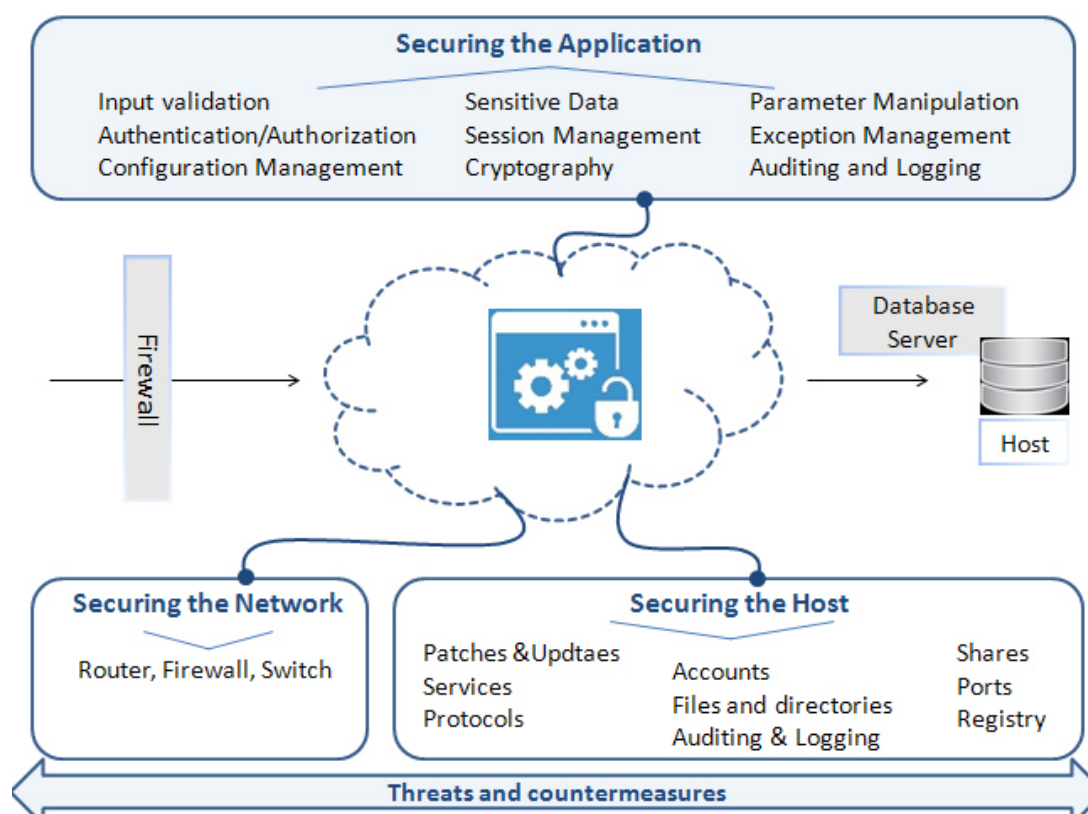 Securing the Application
Input validation
Authentication/Authorization
Configuration Management
Sensitive Data
Session Management
Cryptography
Parameter Manipulation
Exception Management
Auditing and Logging
Firewall
Database
Server
Host
Securing the Network
Router, Firewall, Switch
Securing the Host
Patches &Updtaes
Services
Protocols
Accounts
Files and directories
Auditing & Logging
Shares
Ports
Registry
Threats and countermeasures